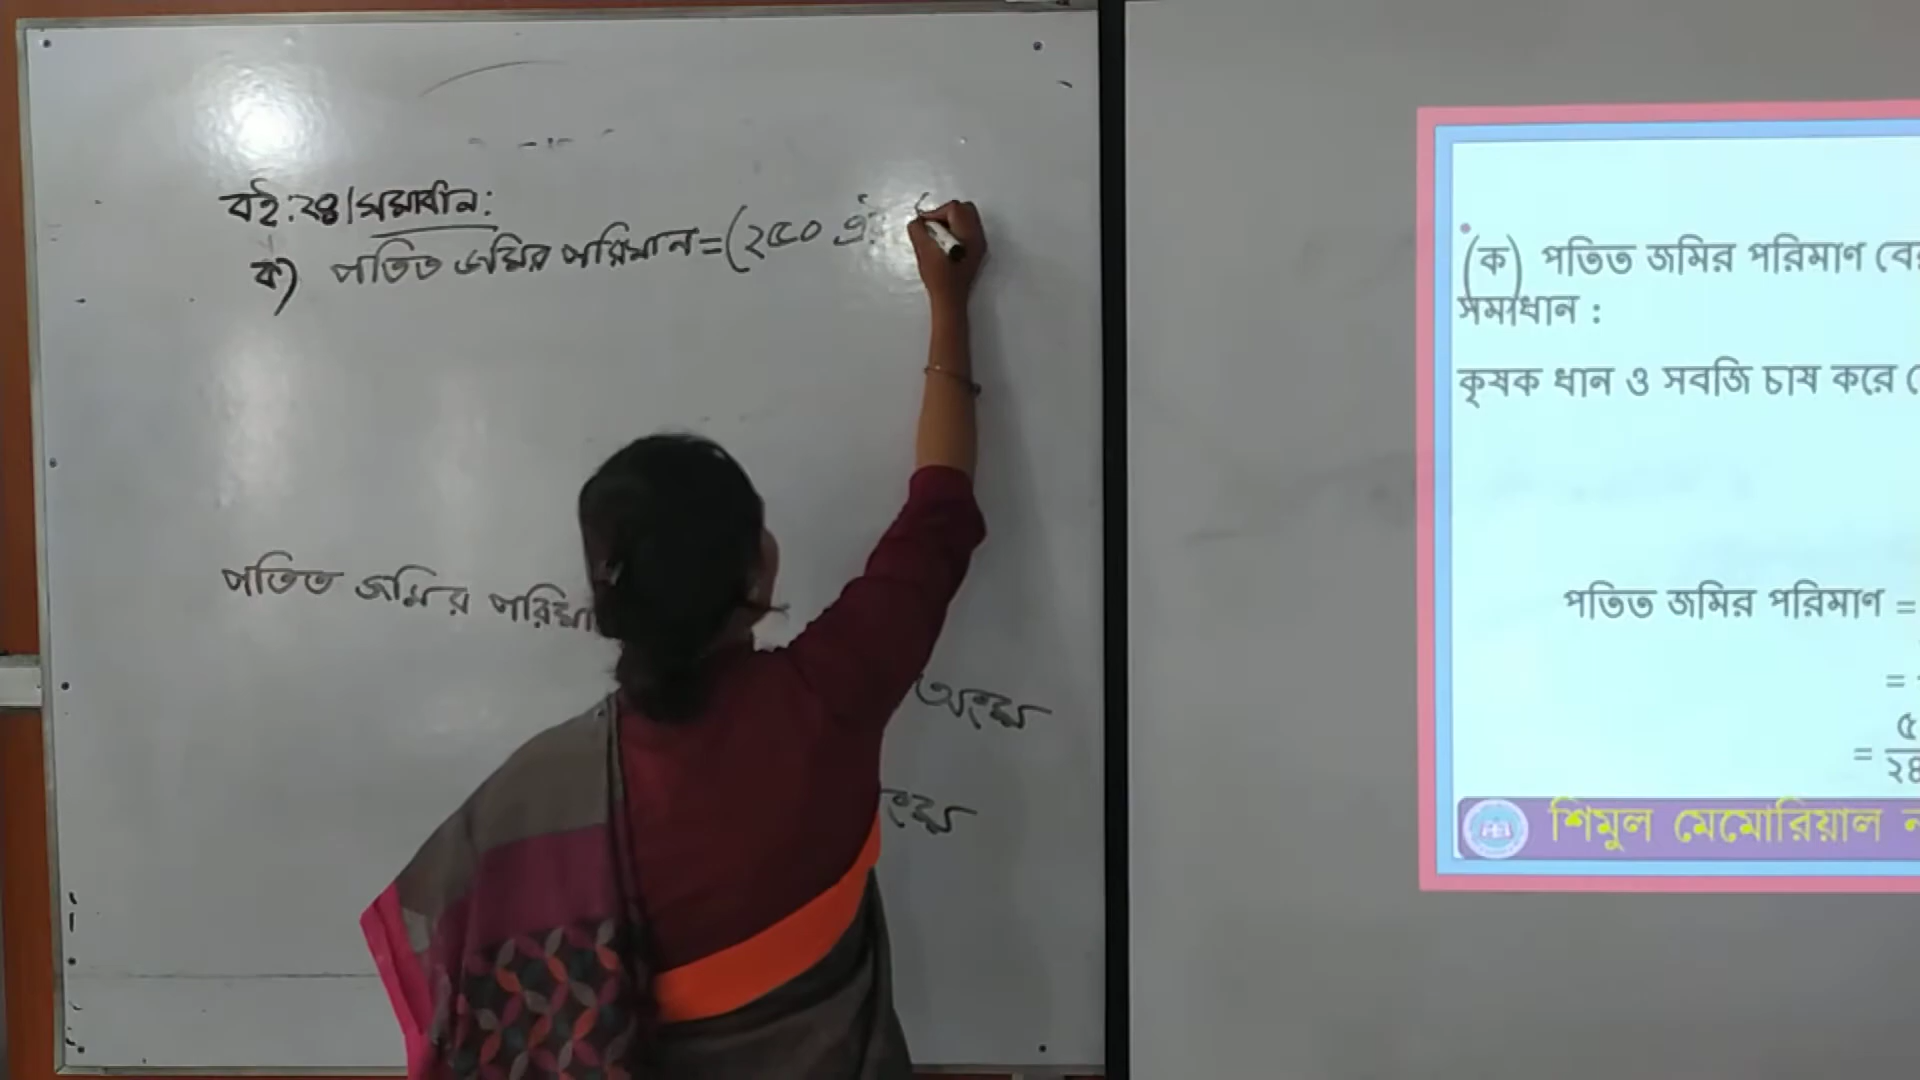 বই:২৪।সমাধান:
ক) পতিত জমির পরিমান=(২৫০ এঁর
পতিত জমির পরিমা
অংশ
ংশ
(ক) পতিত জমির পরিমাণ বের
সমাধান :
কৃষক ধান ও সবজি চাষ করে
পতিত জমির পরিমাণ =
=
= ৫/২৪
শিমুল মেমোরিয়াল ন